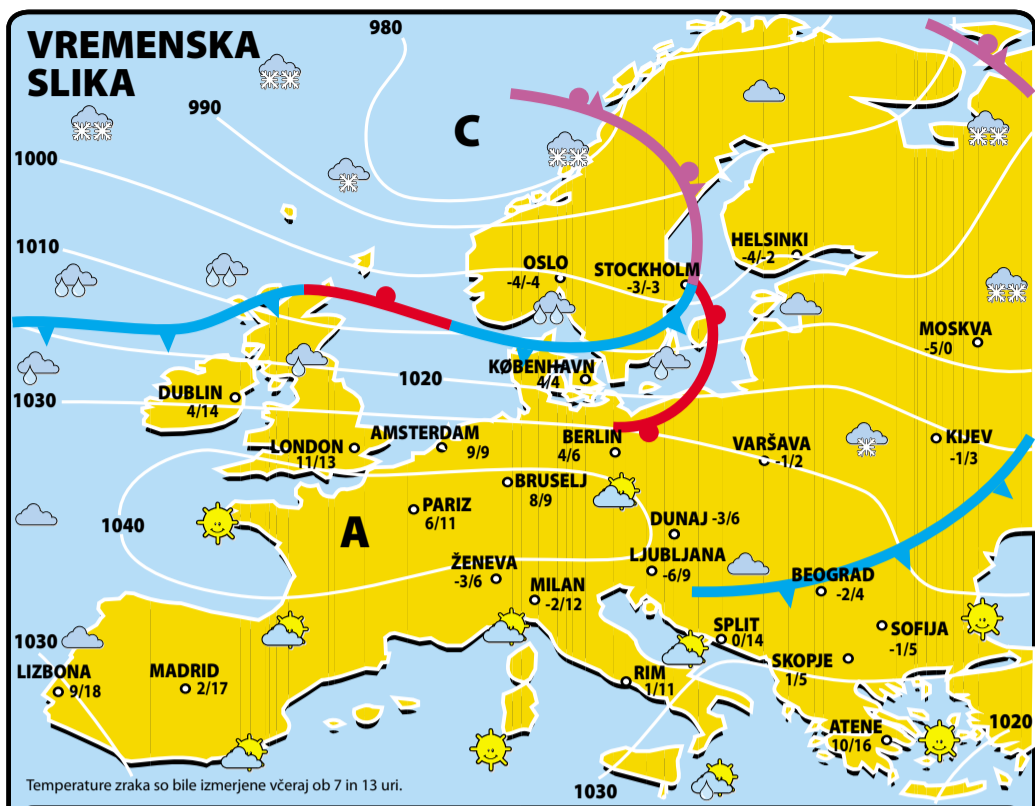 VREMENSKA
SLIKA
980
990
C
1000
1010
HELSINKI
-4/-2
OSLO
-4/-4
STOCKHOLM
-3/-3
MOSKVA
-5/0
KØBENHAVN
4/4
1020
DUBLIN
4/14
1030
LONDON
11/13
AMSTERDAM
9/9
BERLIN
4/6
VARŠAVA
-1/2
KIJEV
-1/3
BRUSELJ
8/9
PARIZ
6/11
1040
A
DUNAJ -3/6
LJUBLJANA
-6/9
ŽENEVA
-3/6
MILAN
-2/12
BEOGRAD
-2/4
SPLIT
0/14
SOFIJA
-1/5
1030
LIZBONA
9/18
MADRID
2/17
RIM
1/11
SKOPJE
1/5
ATENE
10/16
1020
Temperature zraka so bile izmerjene včeraj ob 7 in 13 uri.
1030